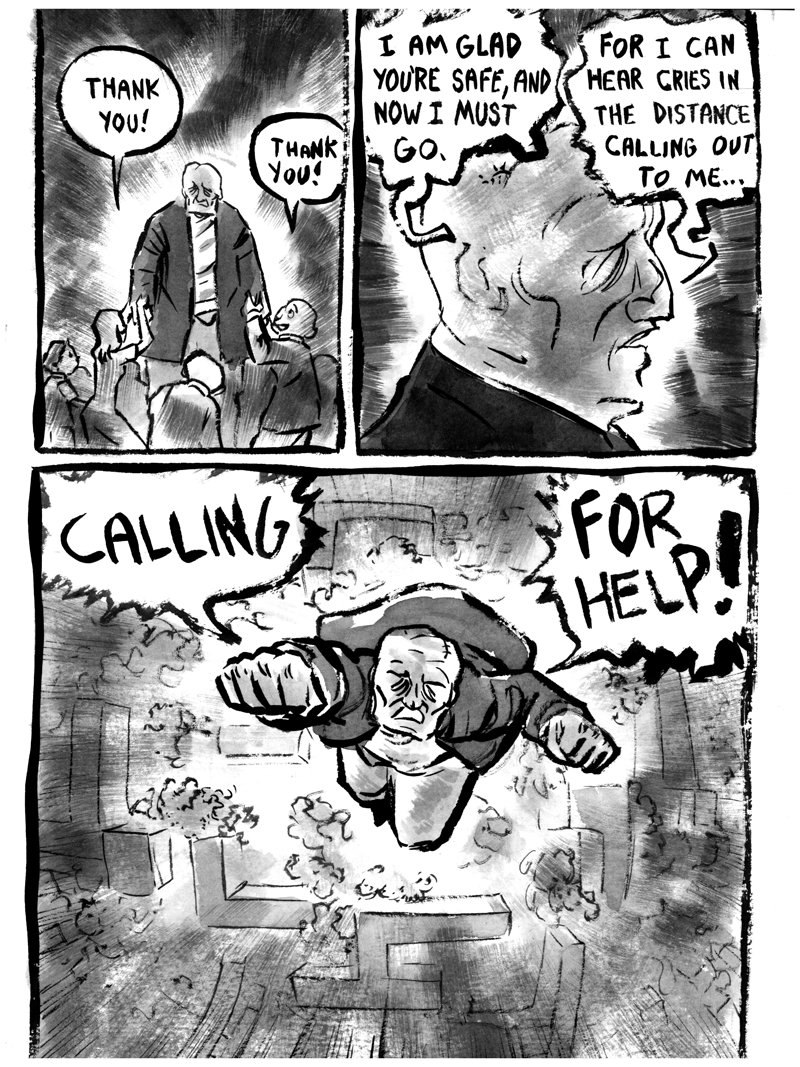 THANK
YOU!
THANK
YOU!
I AM GLAD
YOU'RE SAFE, AND
NOW I MUST
GO.
FOR I CAN
HEAR CRIES IN
THE DISTANCE
CALLING OUT
TO ME...
CALLING
FOR
HELP!